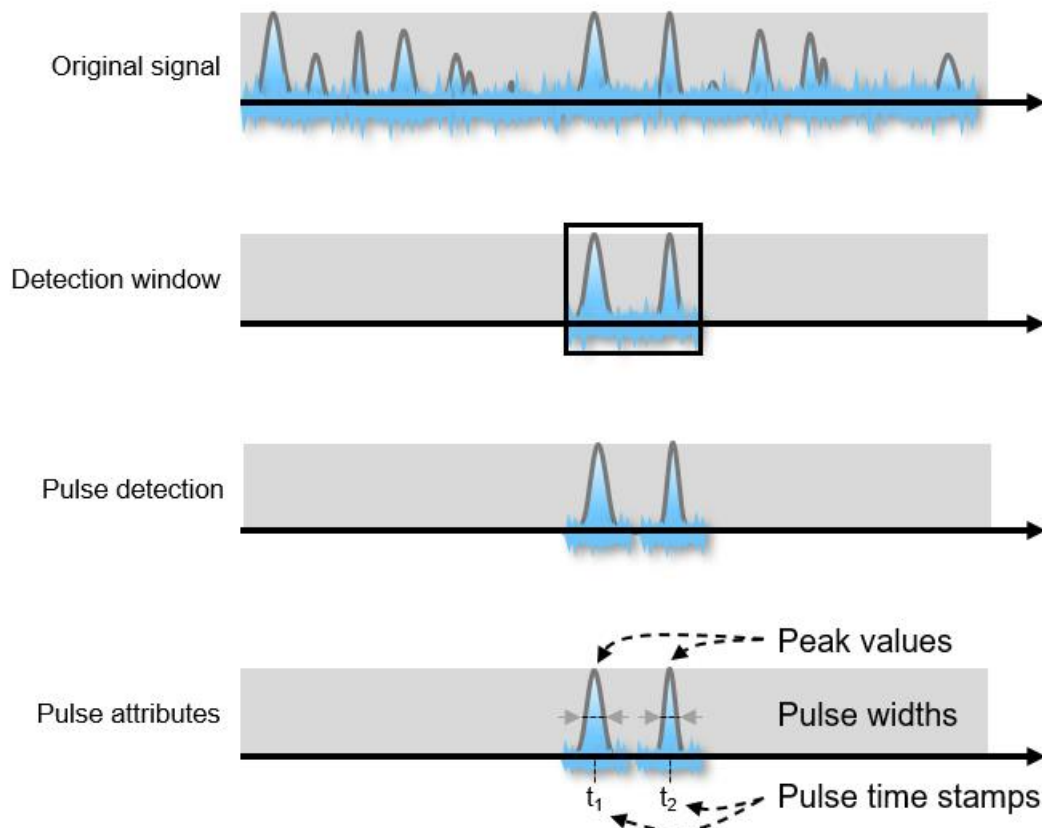 Original signal
Detection window
Pulse detection
Peak values
Pulse attributes
Pulse widths
t₁
t₂
Pulse time stamps